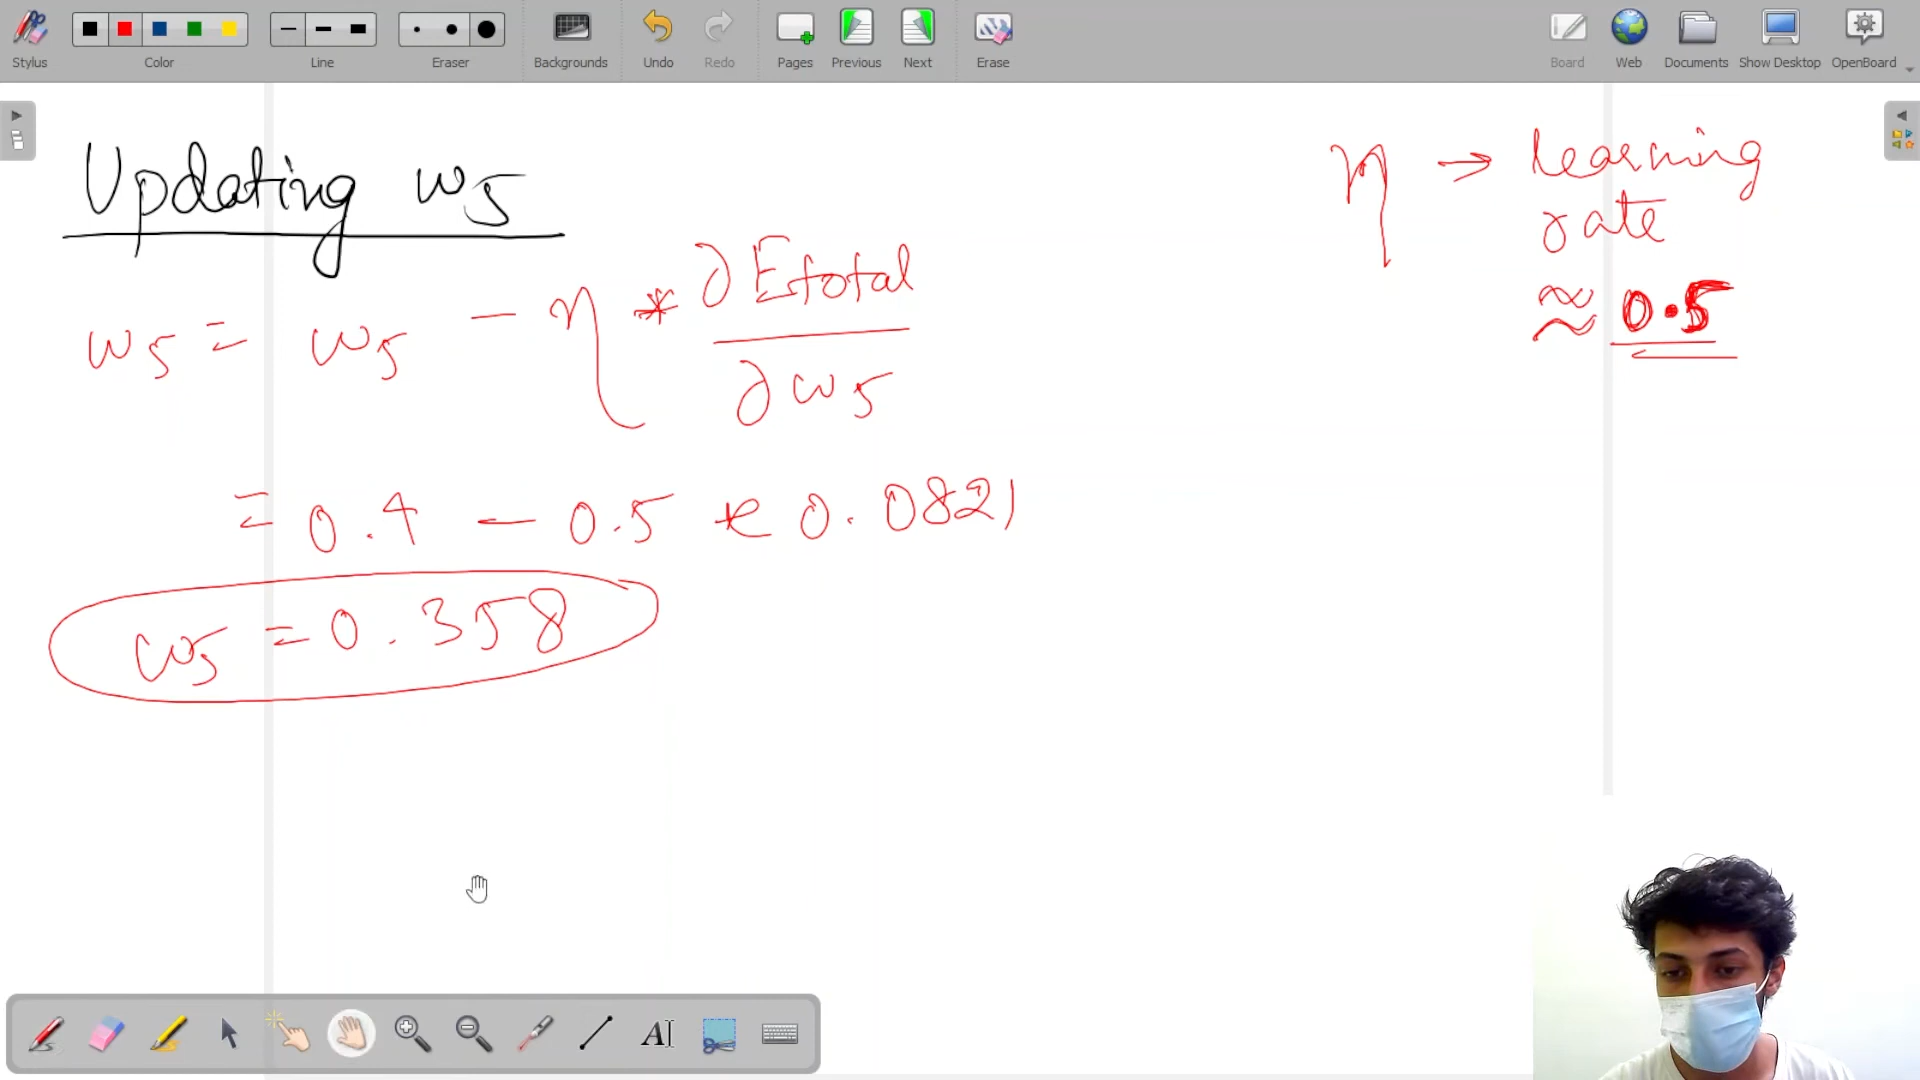 Stylus Color Line Eraser Backgrounds Undo Redo Pages Previous Next Erase Board Web Documents Show Desktop OpenBoard
Updating w5
η → learning
rate
≈ 0.5
w5 = w5 - η * ∂Etotal
∂w5
= 0.4 - 0.5 * 0.0821
w5 = 0.358
AI